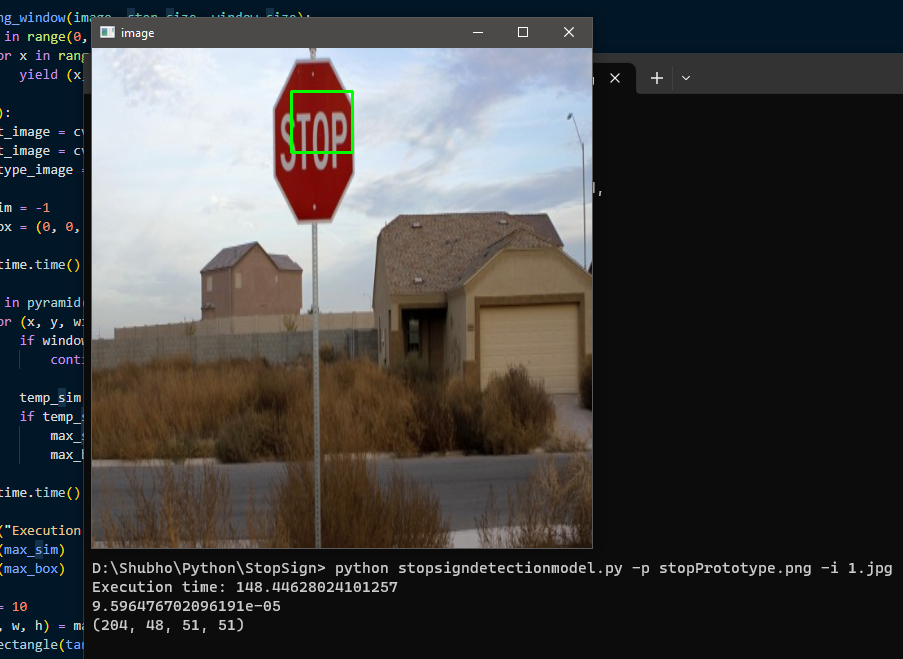 ng_window(image, stop_size, window_size):
in range(0,
or x in rang
yield (x,
):
t_image = cv
t_image = cv
type_image =
im = -1
ox = (0, 0,
time.time()
in pyramid(
or (x, y, wi
if window
conti
temp_sim
if temp_s
max_s
max_b
time.time()
("Execution
(max_sim)
(max_box)
= 10
, w, h) = ma
ectangle(tar
image
STOP
D:\Shubho\Python\StopSign> python stopsigndetectionmodel.py -p stopPrototype.png -i 1.jpg
Execution time: 148.44628024101257
9.596476702096191e-05
(204, 48, 51, 51)